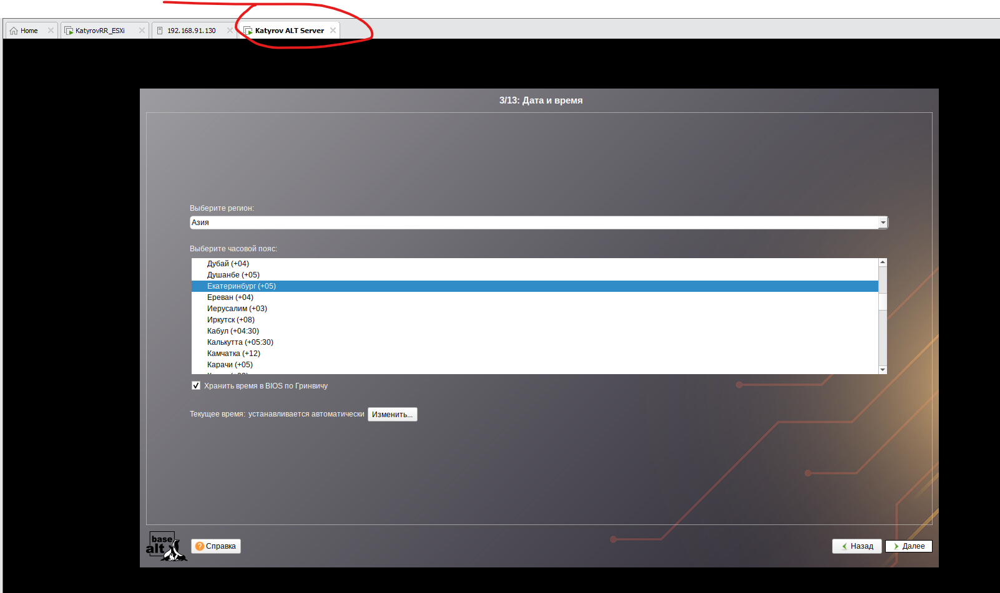 Home
KatyrovRR_ESXi
192.168.91.130
Katyrov ALT Server
3/13: Дата и время
Выберите регион:
Азия
Выберите часовой пояс:
Дубай (+04)
Душанбе (+05)
Екатеринбург (+05)
Ереван (+04)
Иерусалим (+03)
Иркутск (+08)
Кабул (+04:30)
Калькутта (+05:30)
Камчатка (+12)
Карачи (+05)
Хранить время в BIOS по Гринвичу
Текущее время: устанавливается автоматически Изменить...
base
alt
Справка
Назад
Далее